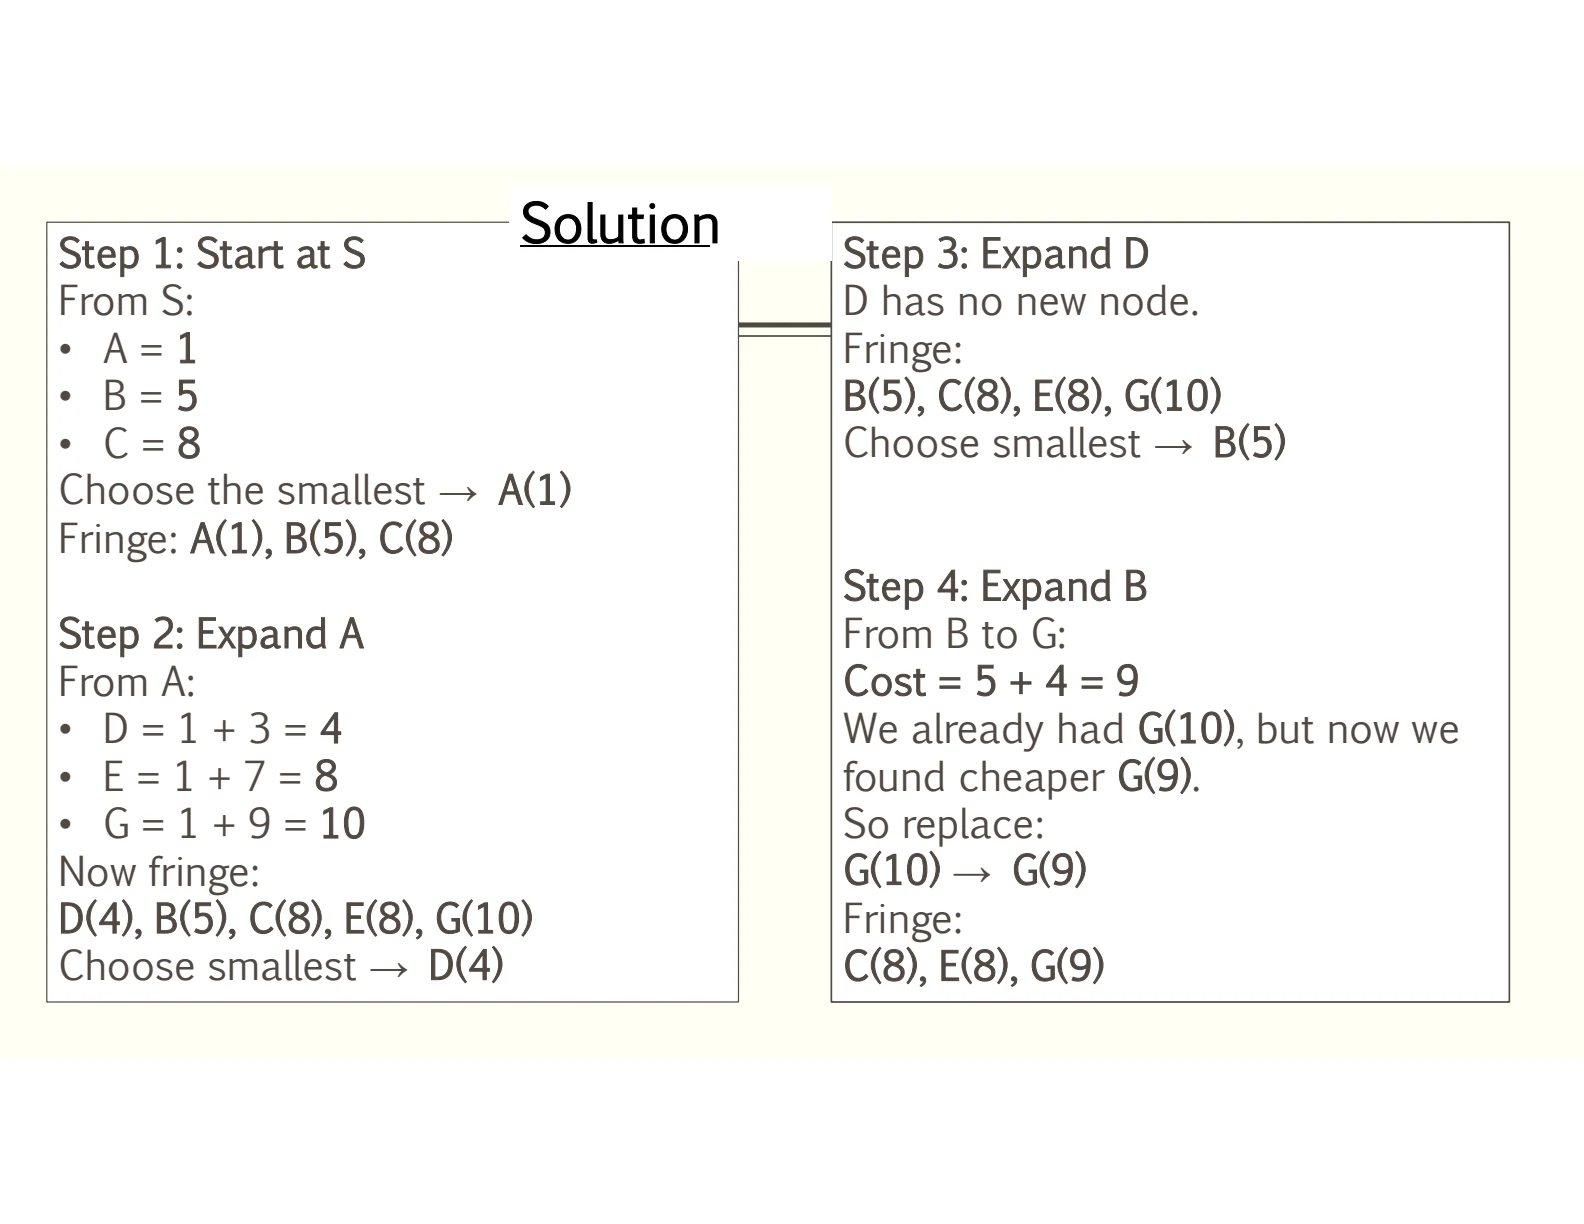 Solution
Step 1: Start at S
From S:
• A = 1
• B = 5
• C = 8
Choose the smallest → A(1)
Fringe: A(1), B(5), C(8)
Step 2: Expand A
From A:
• D = 1 + 3 = 4
• E = 1 + 7 = 8
• G = 1 + 9 = 10
Now fringe:
D(4), B(5), C(8), E(8), G(10)
Choose smallest → D(4)
Step 3: Expand D
D has no new node.
Fringe:
B(5), C(8), E(8), G(10)
Choose smallest → B(5)
Step 4: Expand B
From B to G:
Cost = 5 + 4 = 9
We already had G(10), but now we
found cheaper G(9).
So replace:
G(10) → G(9)
Fringe:
C(8), E(8), G(9)